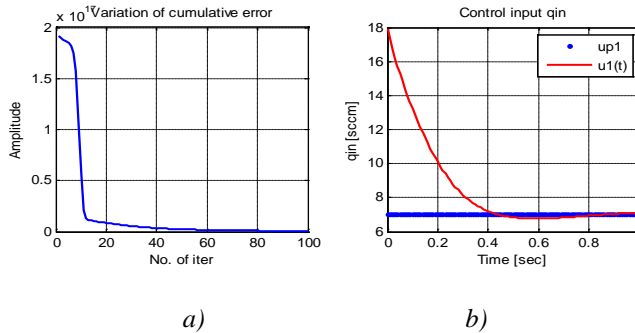 x 10^17 Variation of cumulative error
2
1.5
1
0.5
0
Amplitude
0 20 40 60 80 100
No. of iter
a)
Control input qin
18
16
14
12
10
8
6
qin [sccm]
up1
u1(t)
0 0.2 0.4 0.6 0.8
Time [sec]
b)